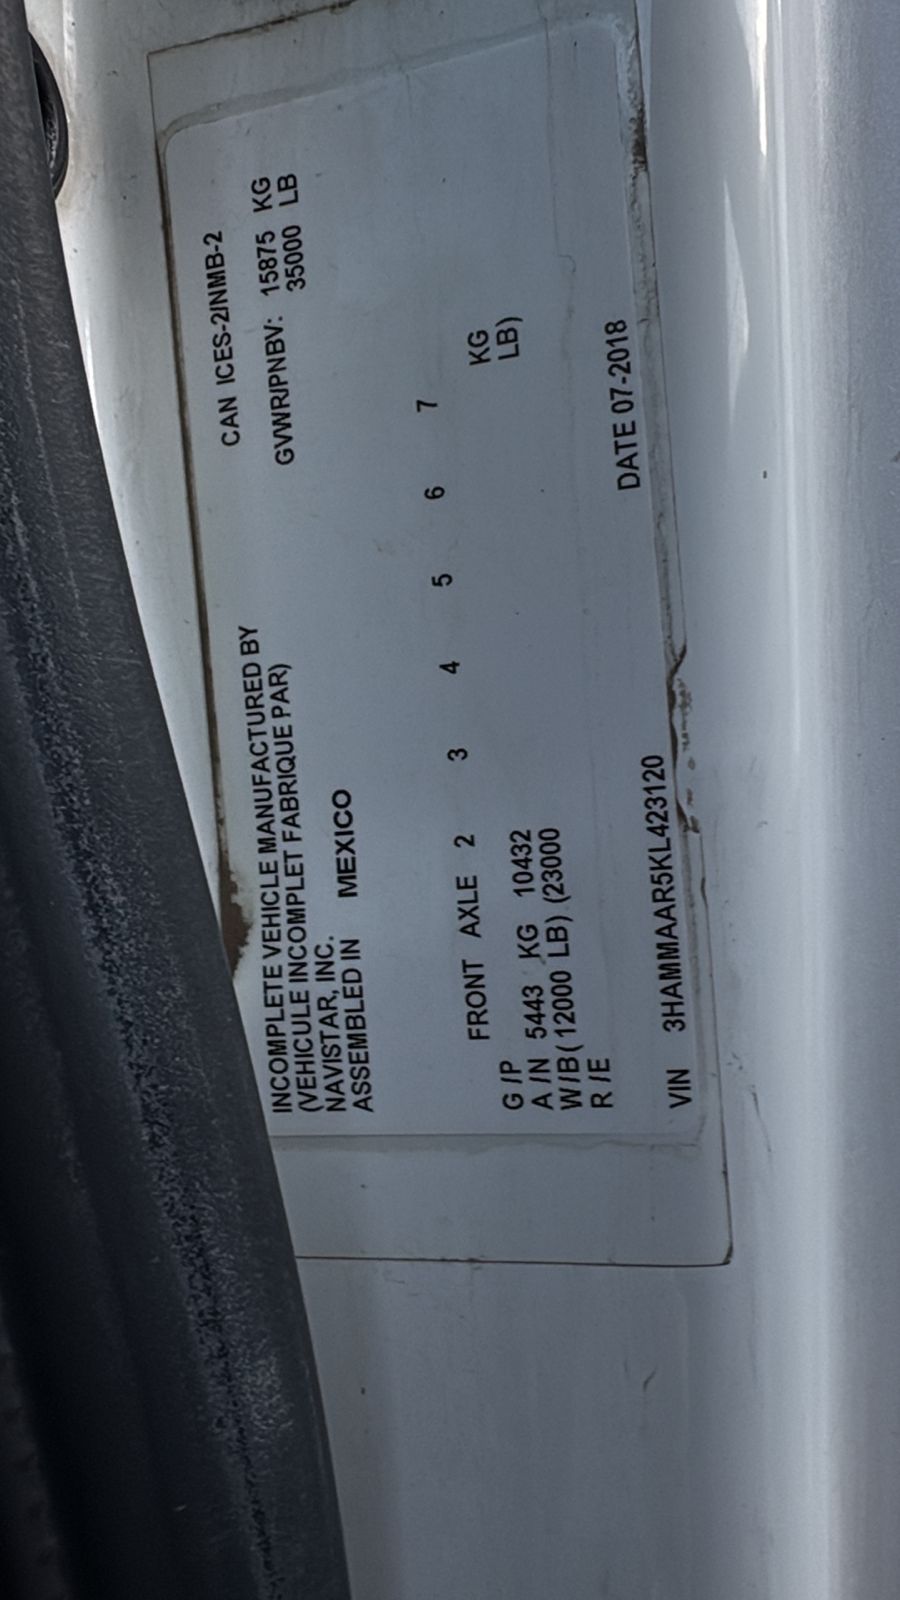 CAN ICES-2/NMB-2
INCOMPLETE VEHICLE MANUFACTURED BY
(VEHICULE INCOMPLET FABRIQUE PAR)
NAVISTAR, INC.
ASSEMBLED IN MEXICO
GVWR/PNBV: 15875 KG
35000 LB
FRONT AXLE 2 3 4 5 6 7
G /P
A /N 5443 KG 10432 KG
W/B( 12000 LB) (23000 LB)
R /E
DATE 07-2018
VIN 3HAMMAAR5KL423120